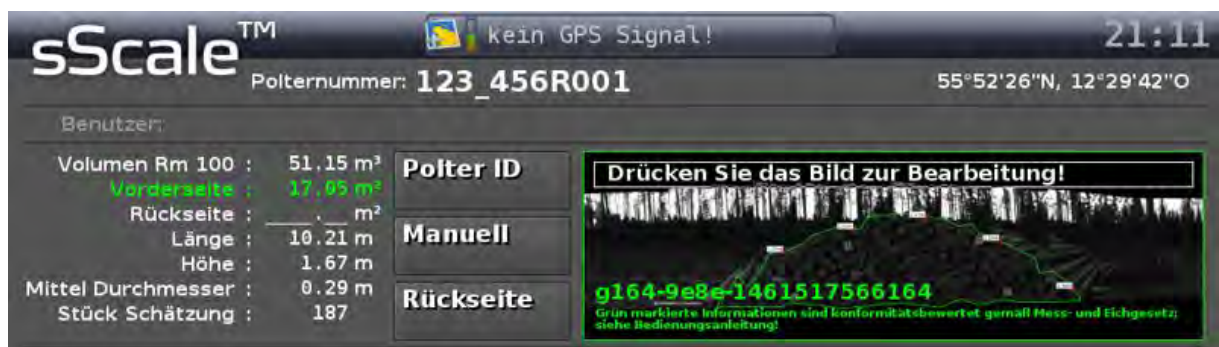 sScale™
kein GPS Signal!
21:11
Polternummer: 123_456R001
55°52'26"N, 12°29'42"O
Benutzer:
Volumen Rm 100 : 51.15 m³
Vorderseite : 17.05 m²
Rückseite : __.__ m²
Länge : 10.21 m
Höhe : 1.67 m
Mittel Durchmesser : 0.29 m
Stück Schätzung : 187
Polter ID
Manuell
Rückseite
Drücken Sie das Bild zur Bearbeitung!
g164-9e8e-1461517566164
Grün markierte Informationen sind konformitätsbewertet gemäß Mess- und Eichgesetz;
siehe Bedienungsanleitung!